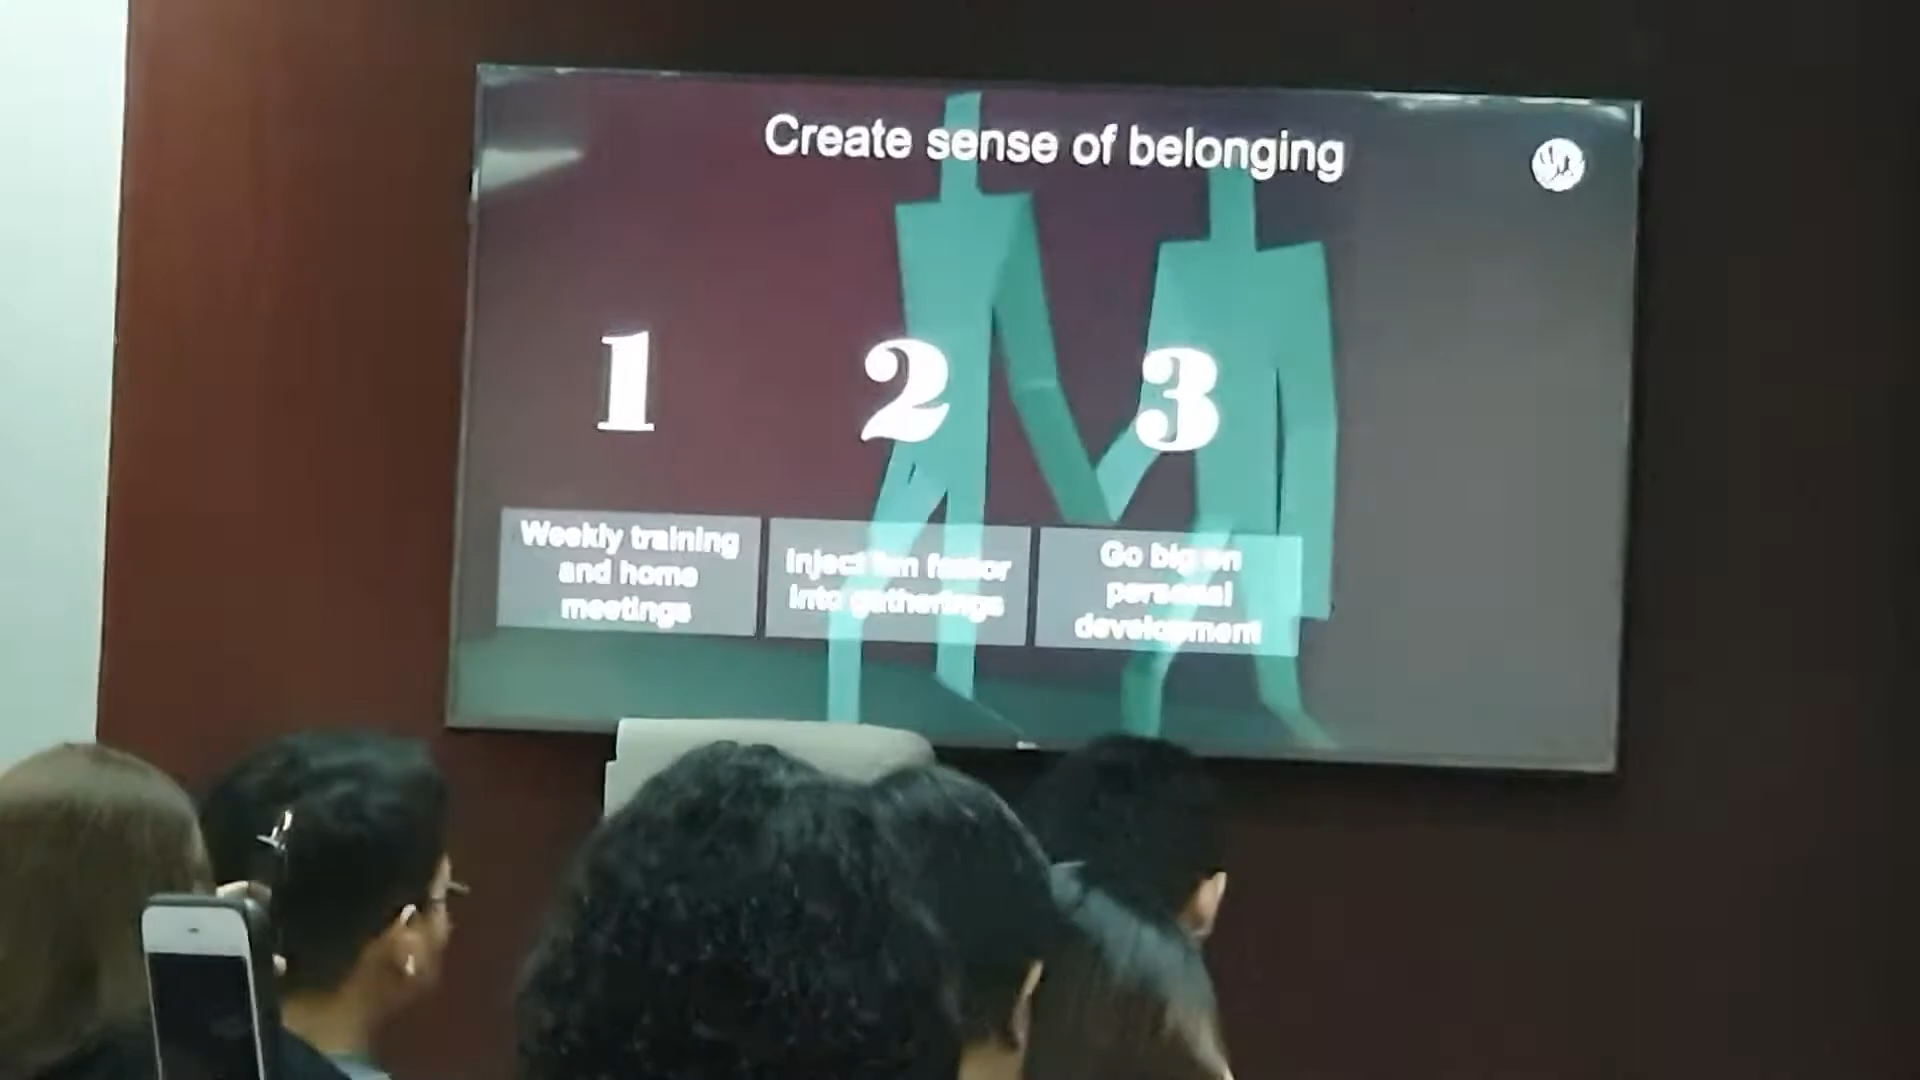 Create sense of belonging
1
2
3
Weekly training
and home
meetings
Inject fun factor
into gatherings
Go big on
personal
development